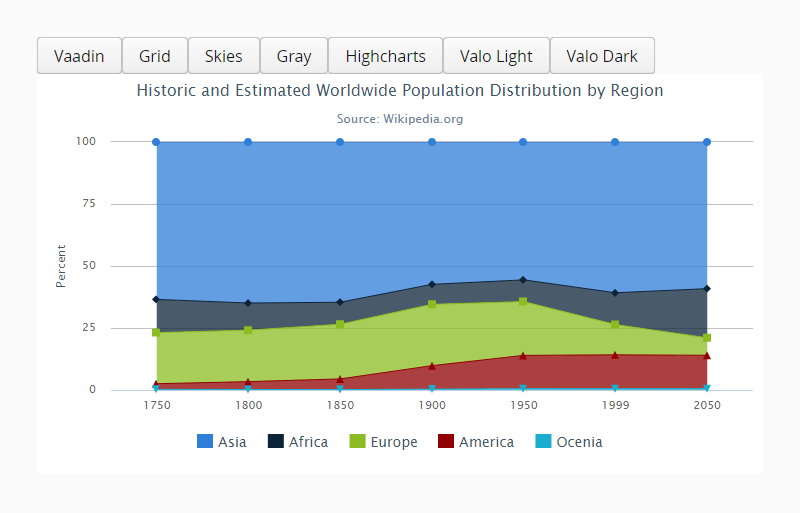 Vaadin Grid Skies Gray Highcharts Valo Light Valo Dark
Historic and Estimated Worldwide Population Distribution by Region
Source: Wikipedia.org
Percent
100
75
50
25
0
1750 1800 1850 1900 1950 1999 2050
Asia Africa Europe America Ocenia